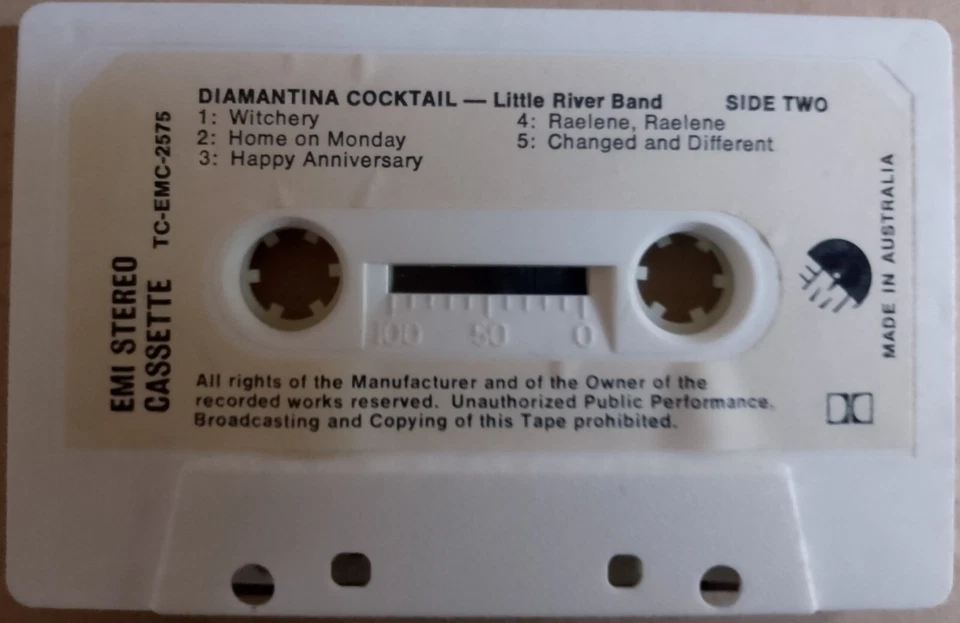 DIAMANTINA COCKTAIL — Little River Band SIDE TWO
1: Witchery
2: Home on Monday
3: Happy Anniversary
4: Raelene, Raelene
5: Changed and Different
EMI STEREO
CASSETTE TC-EMC-2575
100 50 0
EMI
MADE IN AUSTRALIA
All rights of the Manufacturer and of the Owner of the
recorded works reserved. Unauthorized Public Performance,
Broadcasting and Copying of this Tape prohibited.